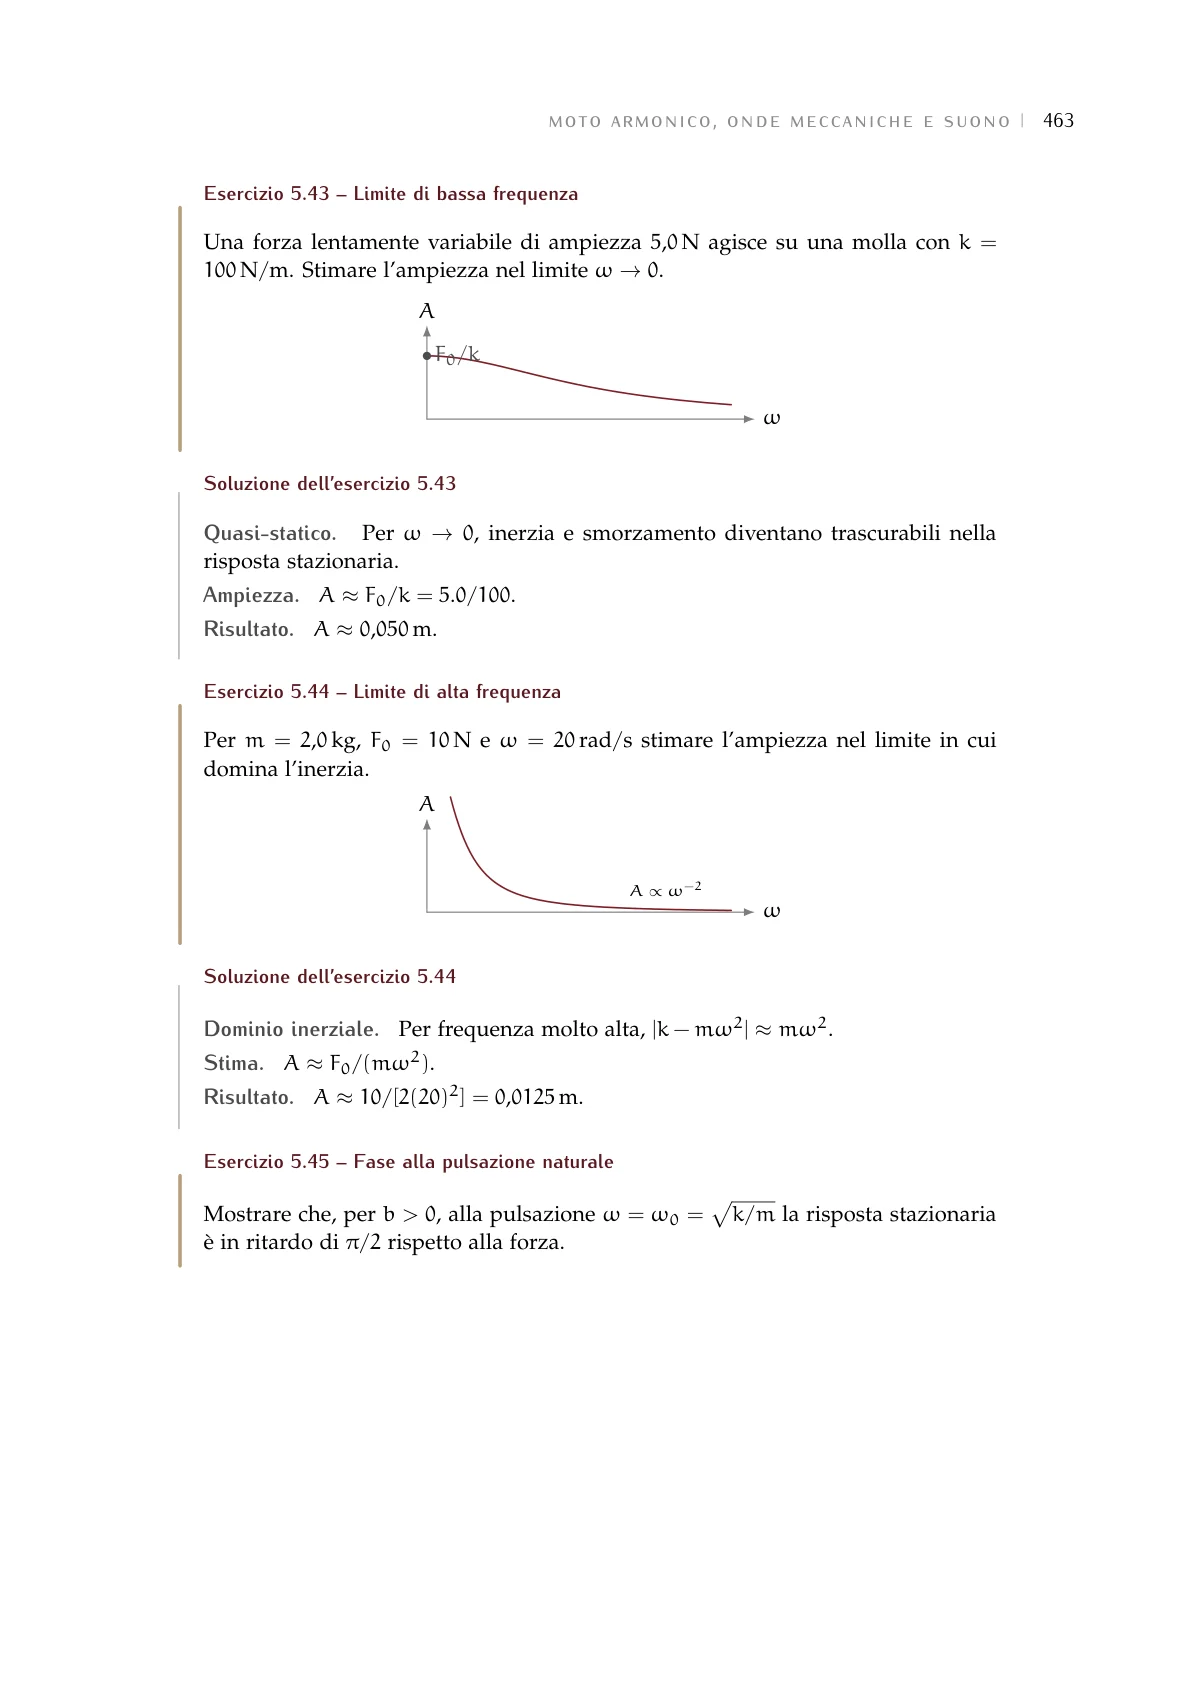 MOTO ARMONICO, ONDE MECCANICHE E SUONO | 463
Esercizio 5.43 – Limite di bassa frequenza
Una forza lentamente variabile di ampiezza 5,0 N agisce su una molla con k =
100 N/m. Stimare l'ampiezza nel limite ω → 0.
A
F₀/k
ω
Soluzione dell'esercizio 5.43
Quasi-statico. Per ω → 0, inerzia e smorzamento diventano trascurabili nella
risposta stazionaria.
Ampiezza. A ≈ F₀/k = 5.0/100.
Risultato. A ≈ 0,050 m.
Esercizio 5.44 – Limite di alta frequenza
Per m = 2,0 kg, F₀ = 10 N e ω = 20 rad/s stimare l'ampiezza nel limite in cui
domina l'inerzia.
A
A ∝ ω⁻²
ω
Soluzione dell'esercizio 5.44
Dominio inerziale. Per frequenza molto alta, |k − mω²| ≈ mω².
Stima. A ≈ F₀/(mω²).
Risultato. A ≈ 10/[2(20)²] = 0,0125 m.
Esercizio 5.45 – Fase alla pulsazione naturale
Mostrare che, per b > 0, alla pulsazione ω = ω₀ = √k/m la risposta stazionaria
è in ritardo di π/2 rispetto alla forza.